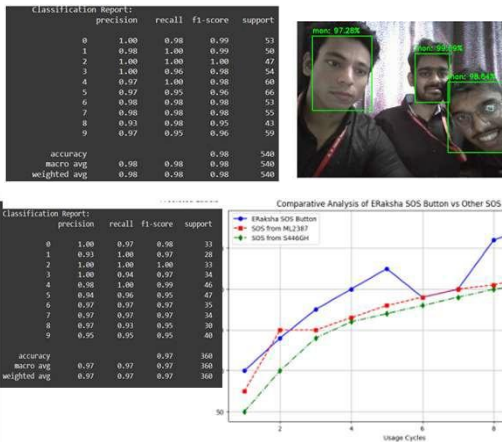 Classification Report:
precision recall f1-score support
0 1.00 0.98 0.99 53
1 0.98 1.00 0.99 50
2 1.00 1.00 1.00 47
3 1.00 0.96 0.98 54
4 0.97 1.00 0.98 60
5 0.97 0.95 0.96 66
6 0.98 0.98 0.98 53
7 0.98 0.98 0.98 55
8 0.93 0.98 0.95 43
9 0.97 0.95 0.96 59
accuracy 0.98 540
macro avg 0.98 0.98 0.98 540
weighted avg 0.98 0.98 0.98 540
man: 97.28%
Classification Report:
precision recall f1-score support
0 1.00 0.97 0.98 33
1 0.93 1.00 0.97 28
2 1.00 1.00 1.00 33
3 1.00 0.94 0.97 34
4 0.98 1.00 0.99 46
5 0.94 0.96 0.95 47
6 0.97 0.97 0.97 35
7 0.97 0.97 0.97 34
8 0.97 0.93 0.95 30
9 0.95 0.95 0.95 40
accuracy 0.97 360
macro avg 0.97 0.97 0.97 360
weighted avg 0.97 0.97 0.97 360
Comparative Analysis of ERaksha SOS Button vs Other SOS
ERaksha SOS Button
SOS from ML2387
SOS from S446GH
50
2 4 6 8
Usage Cycles